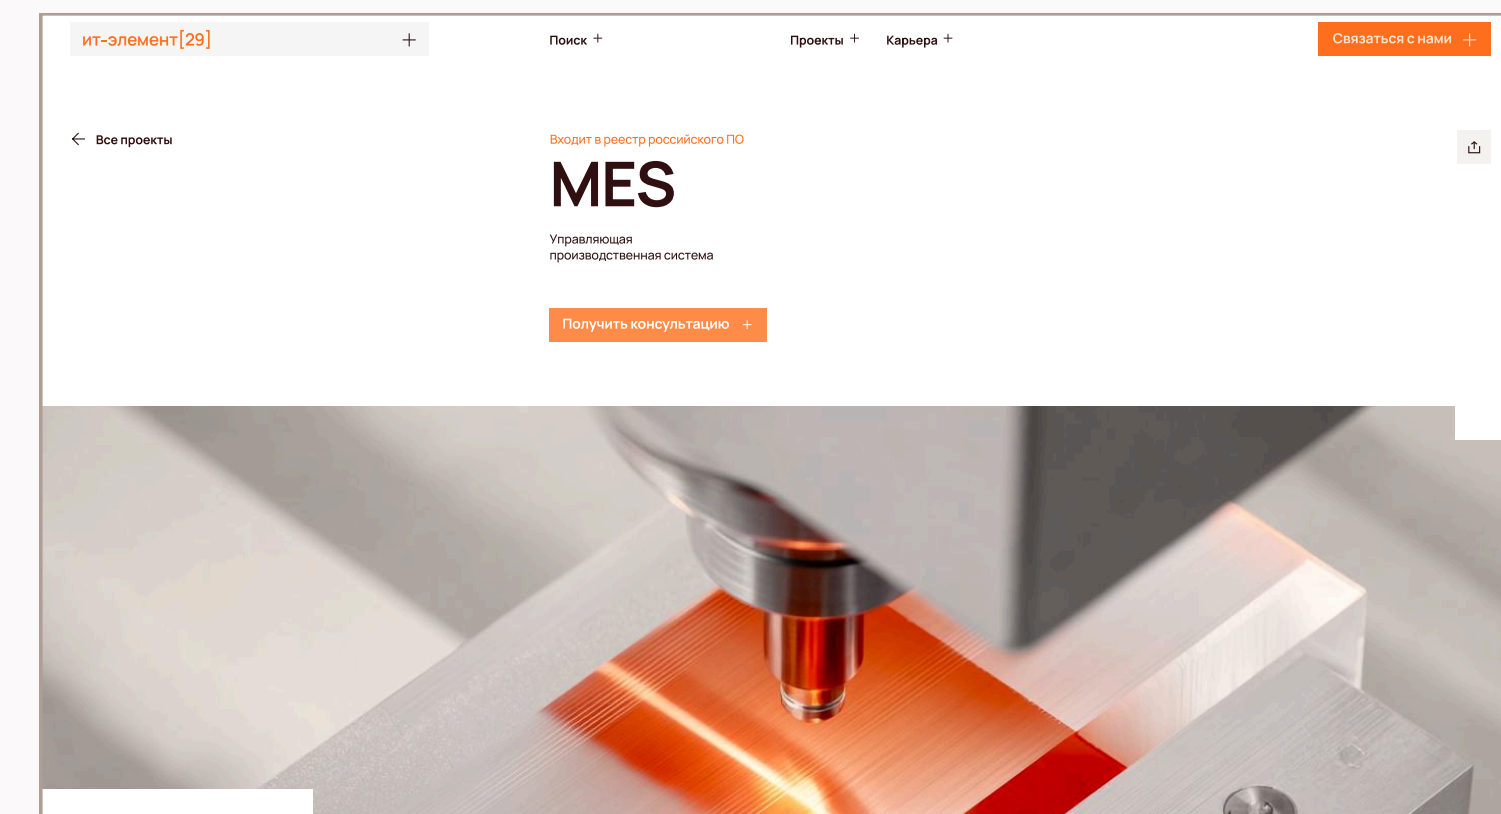 ит-элемент[29]
Поиск
Проекты
Карьера
Связаться с нами
Все проекты
Входит в реестр российского ПО
MES
Управляющая
производственная система
Получить консультацию